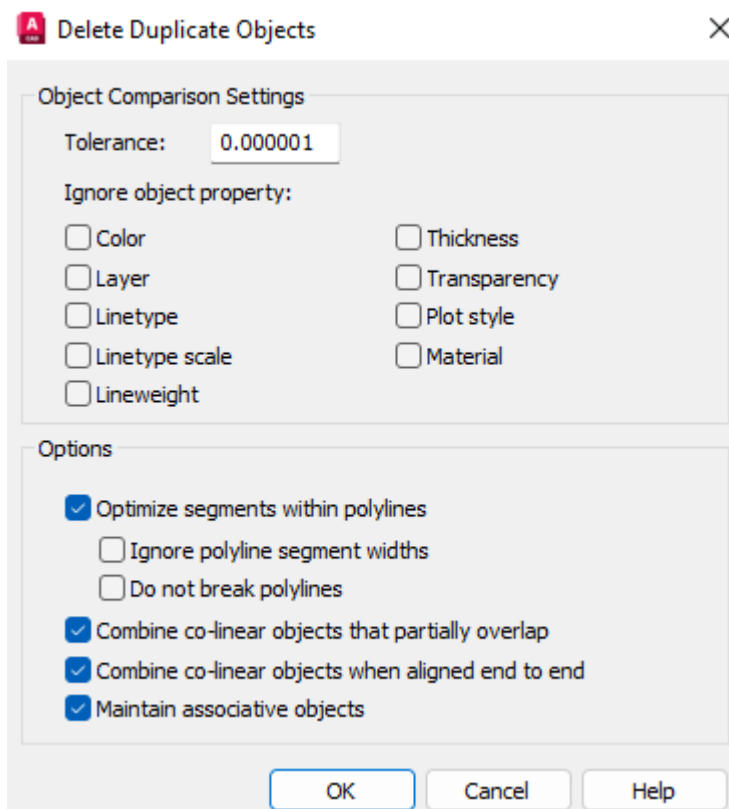 A
CAD
Delete Duplicate Objects
Object Comparison Settings
Tolerance: 0.000001
Ignore object property:
Color Thickness
Layer Transparency
Linetype Plot style
Linetype scale Material
Lineweight
Options
Optimize segments within polylines
Ignore polyline segment widths
Do not break polylines
Combine co-linear objects that partially overlap
Combine co-linear objects when aligned end to end
Maintain associative objects
OK Cancel Help